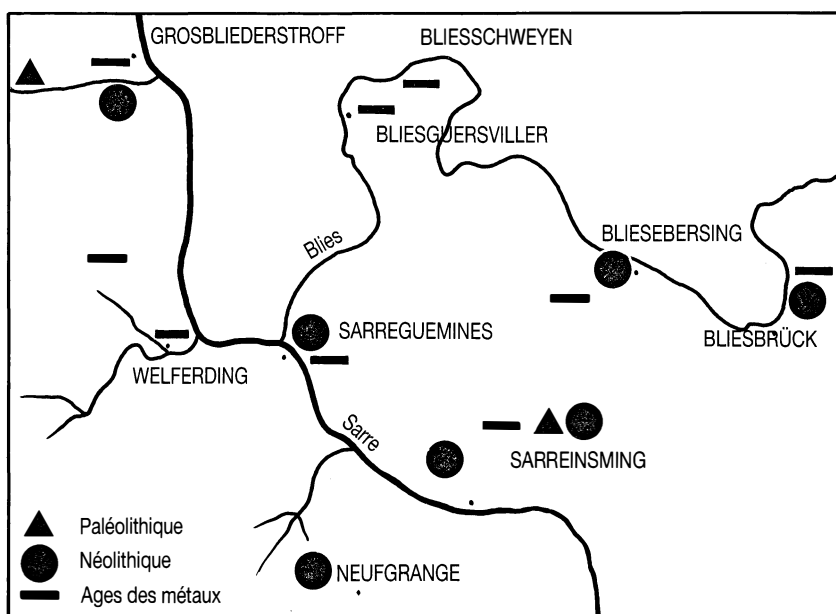 GROSBLIEDERSTROFF
BLIESSCHWEYEN
BLIESGUERSVILLER
Blies
BLIESEBERSING
SARREGUEMINES
BLIESBRÜCK
WELFERDING
Sarre
SARREINSMING
NEUFGRANGE
Paléolithique
Néolithique
Ages des métaux